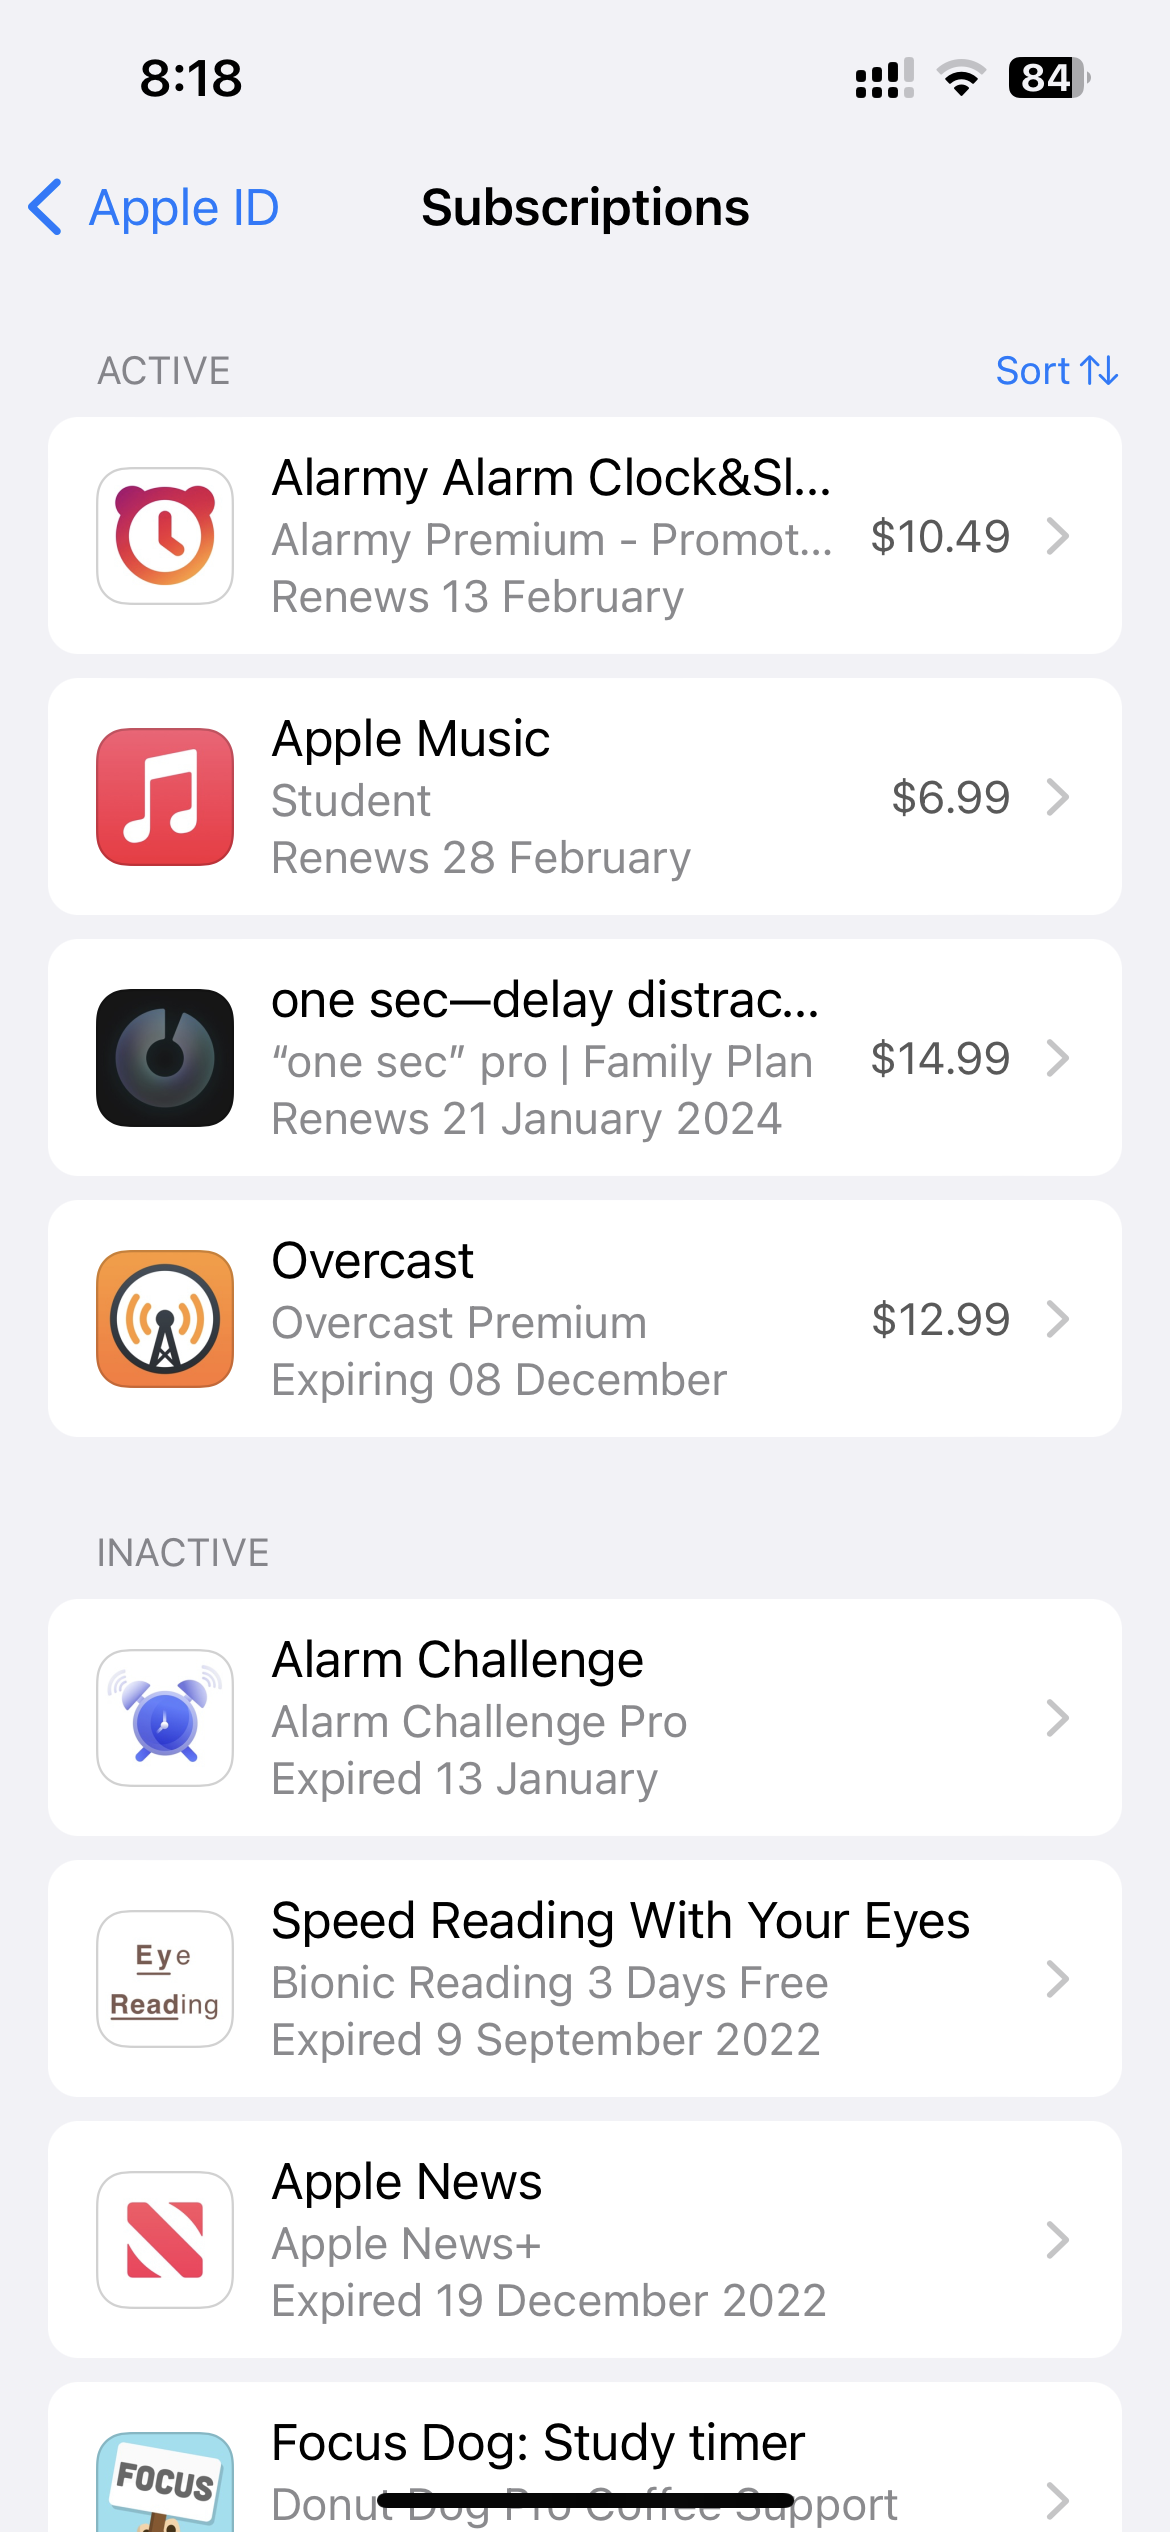 8:18
84
Apple ID
Subscriptions
ACTIVE
Sort
Alarmy Alarm Clock&Sl...
Alarmy Premium - Promot...
$10.49
Renews 13 February
Apple Music
Student
$6.99
Renews 28 February
one sec—delay distrac...
“one sec” pro | Family Plan
$14.99
Renews 21 January 2024
Overcast
Overcast Premium
$12.99
Expiring 08 December
INACTIVE
Alarm Challenge
Alarm Challenge Pro
Expired 13 January
Eye
Reading
Speed Reading With Your Eyes
Bionic Reading 3 Days Free
Expired 9 September 2022
Apple News
Apple News+
Expired 19 December 2022
FOCUS
Focus Dog: Study timer
Donut Dog Pro Coffee Support